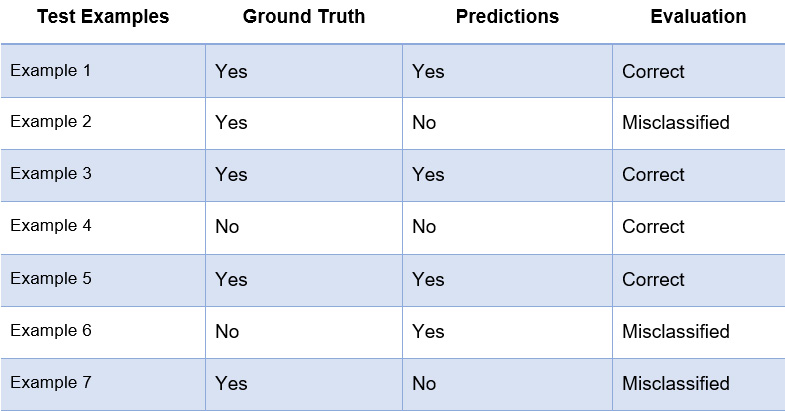 Test Examples Ground Truth Predictions Evaluation
Example 1 Yes Yes Correct
Example 2 Yes No Misclassified
Example 3 Yes Yes Correct
Example 4 No No Correct
Example 5 Yes Yes Correct
Example 6 No Yes Misclassified
Example 7 Yes No Misclassified